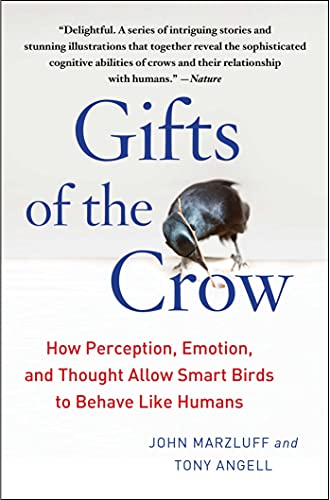 “Delightful. A series of intriguing stories and
stunning illustrations that together reveal the sophisticated
cognitive abilities of crows and their relationship
with humans.” —Nature
Gifts
of the
Crow
How Perception, Emotion,
and Thought Allow Smart Birds
to Behave Like Humans
JOHN MARZLUFF and
TONY ANGELL